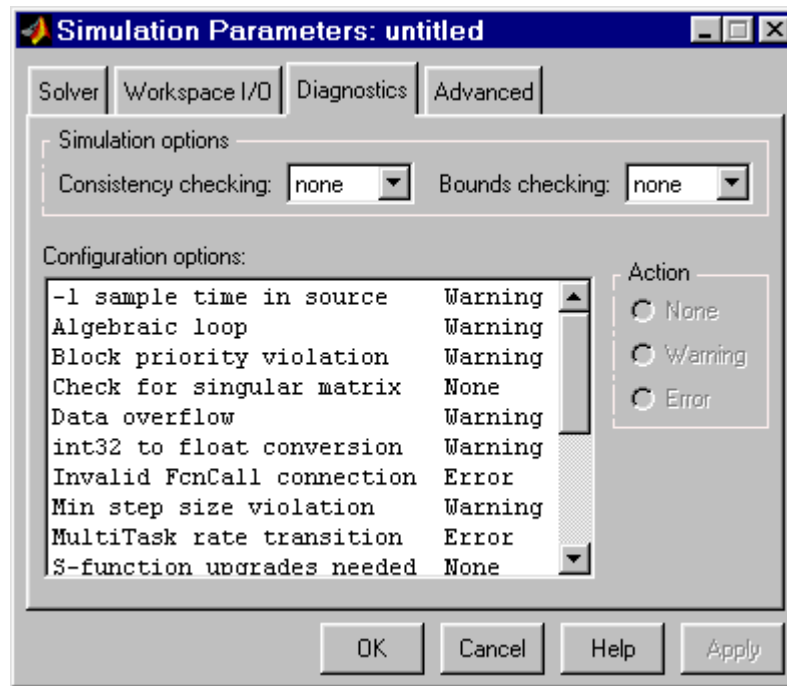 Simulation Parameters: untitled
Solver Workspace I/O Diagnostics Advanced
Simulation options
Consistency checking: none Bounds checking: none
Configuration options:
Action
-1 sample time in source Warning
Algebraic loop Warning
Block priority violation Warning
Check for singular matrix None
Data overflow Warning
int32 to float conversion Warning
Invalid FcnCall connection Error
Min step size violation Warning
MultiTask rate transition Error
S-function upgrades needed None
None
Warning
Error
OK Cancel Help Apply